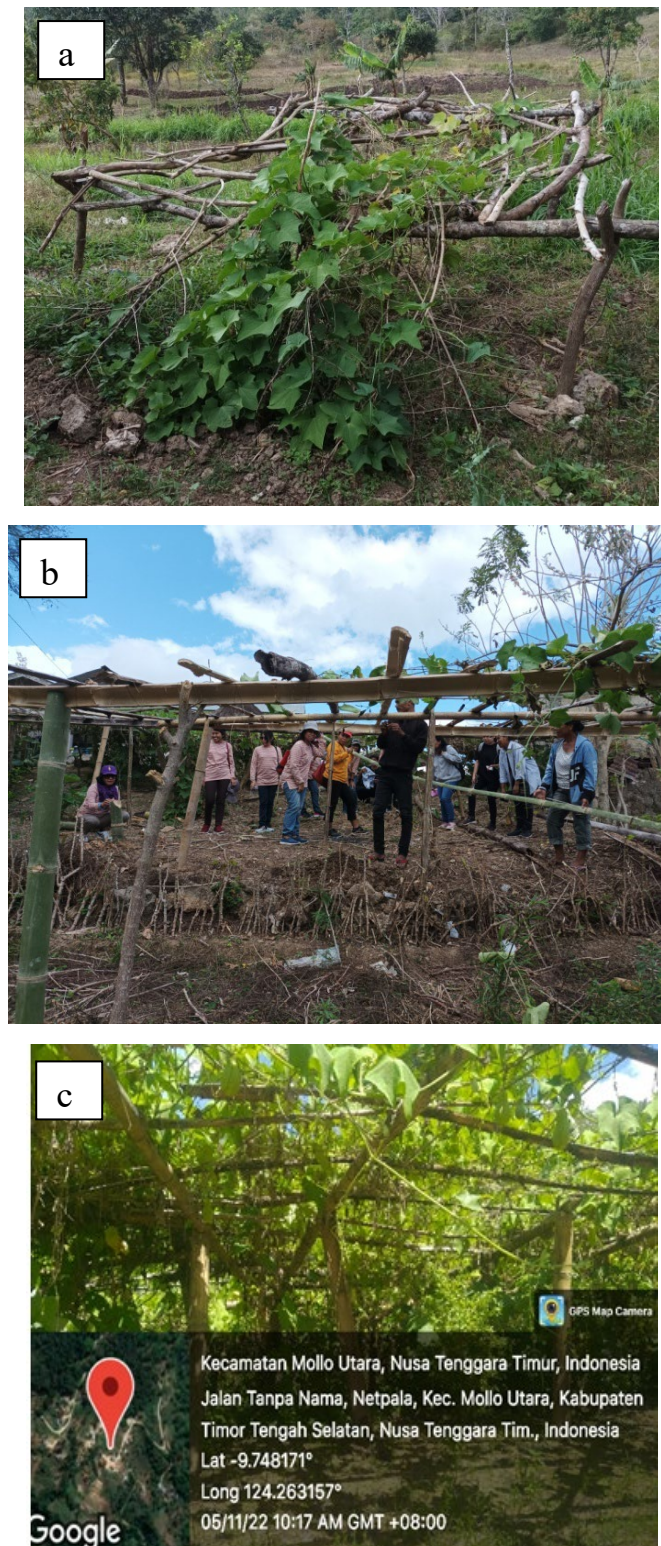 a
b
c
GPS Map Camera
Kecamatan Mollo Utara, Nusa Tenggara Timur, Indonesia
Jalan Tanpa Nama, Netpala, Kec. Mollo Utara, Kabupaten
Timor Tengah Selatan, Nusa Tenggara Tim., Indonesia
Lat -9.748171°
Long 124.263157°
05/11/22 10:17 AM GMT +08:00
Google